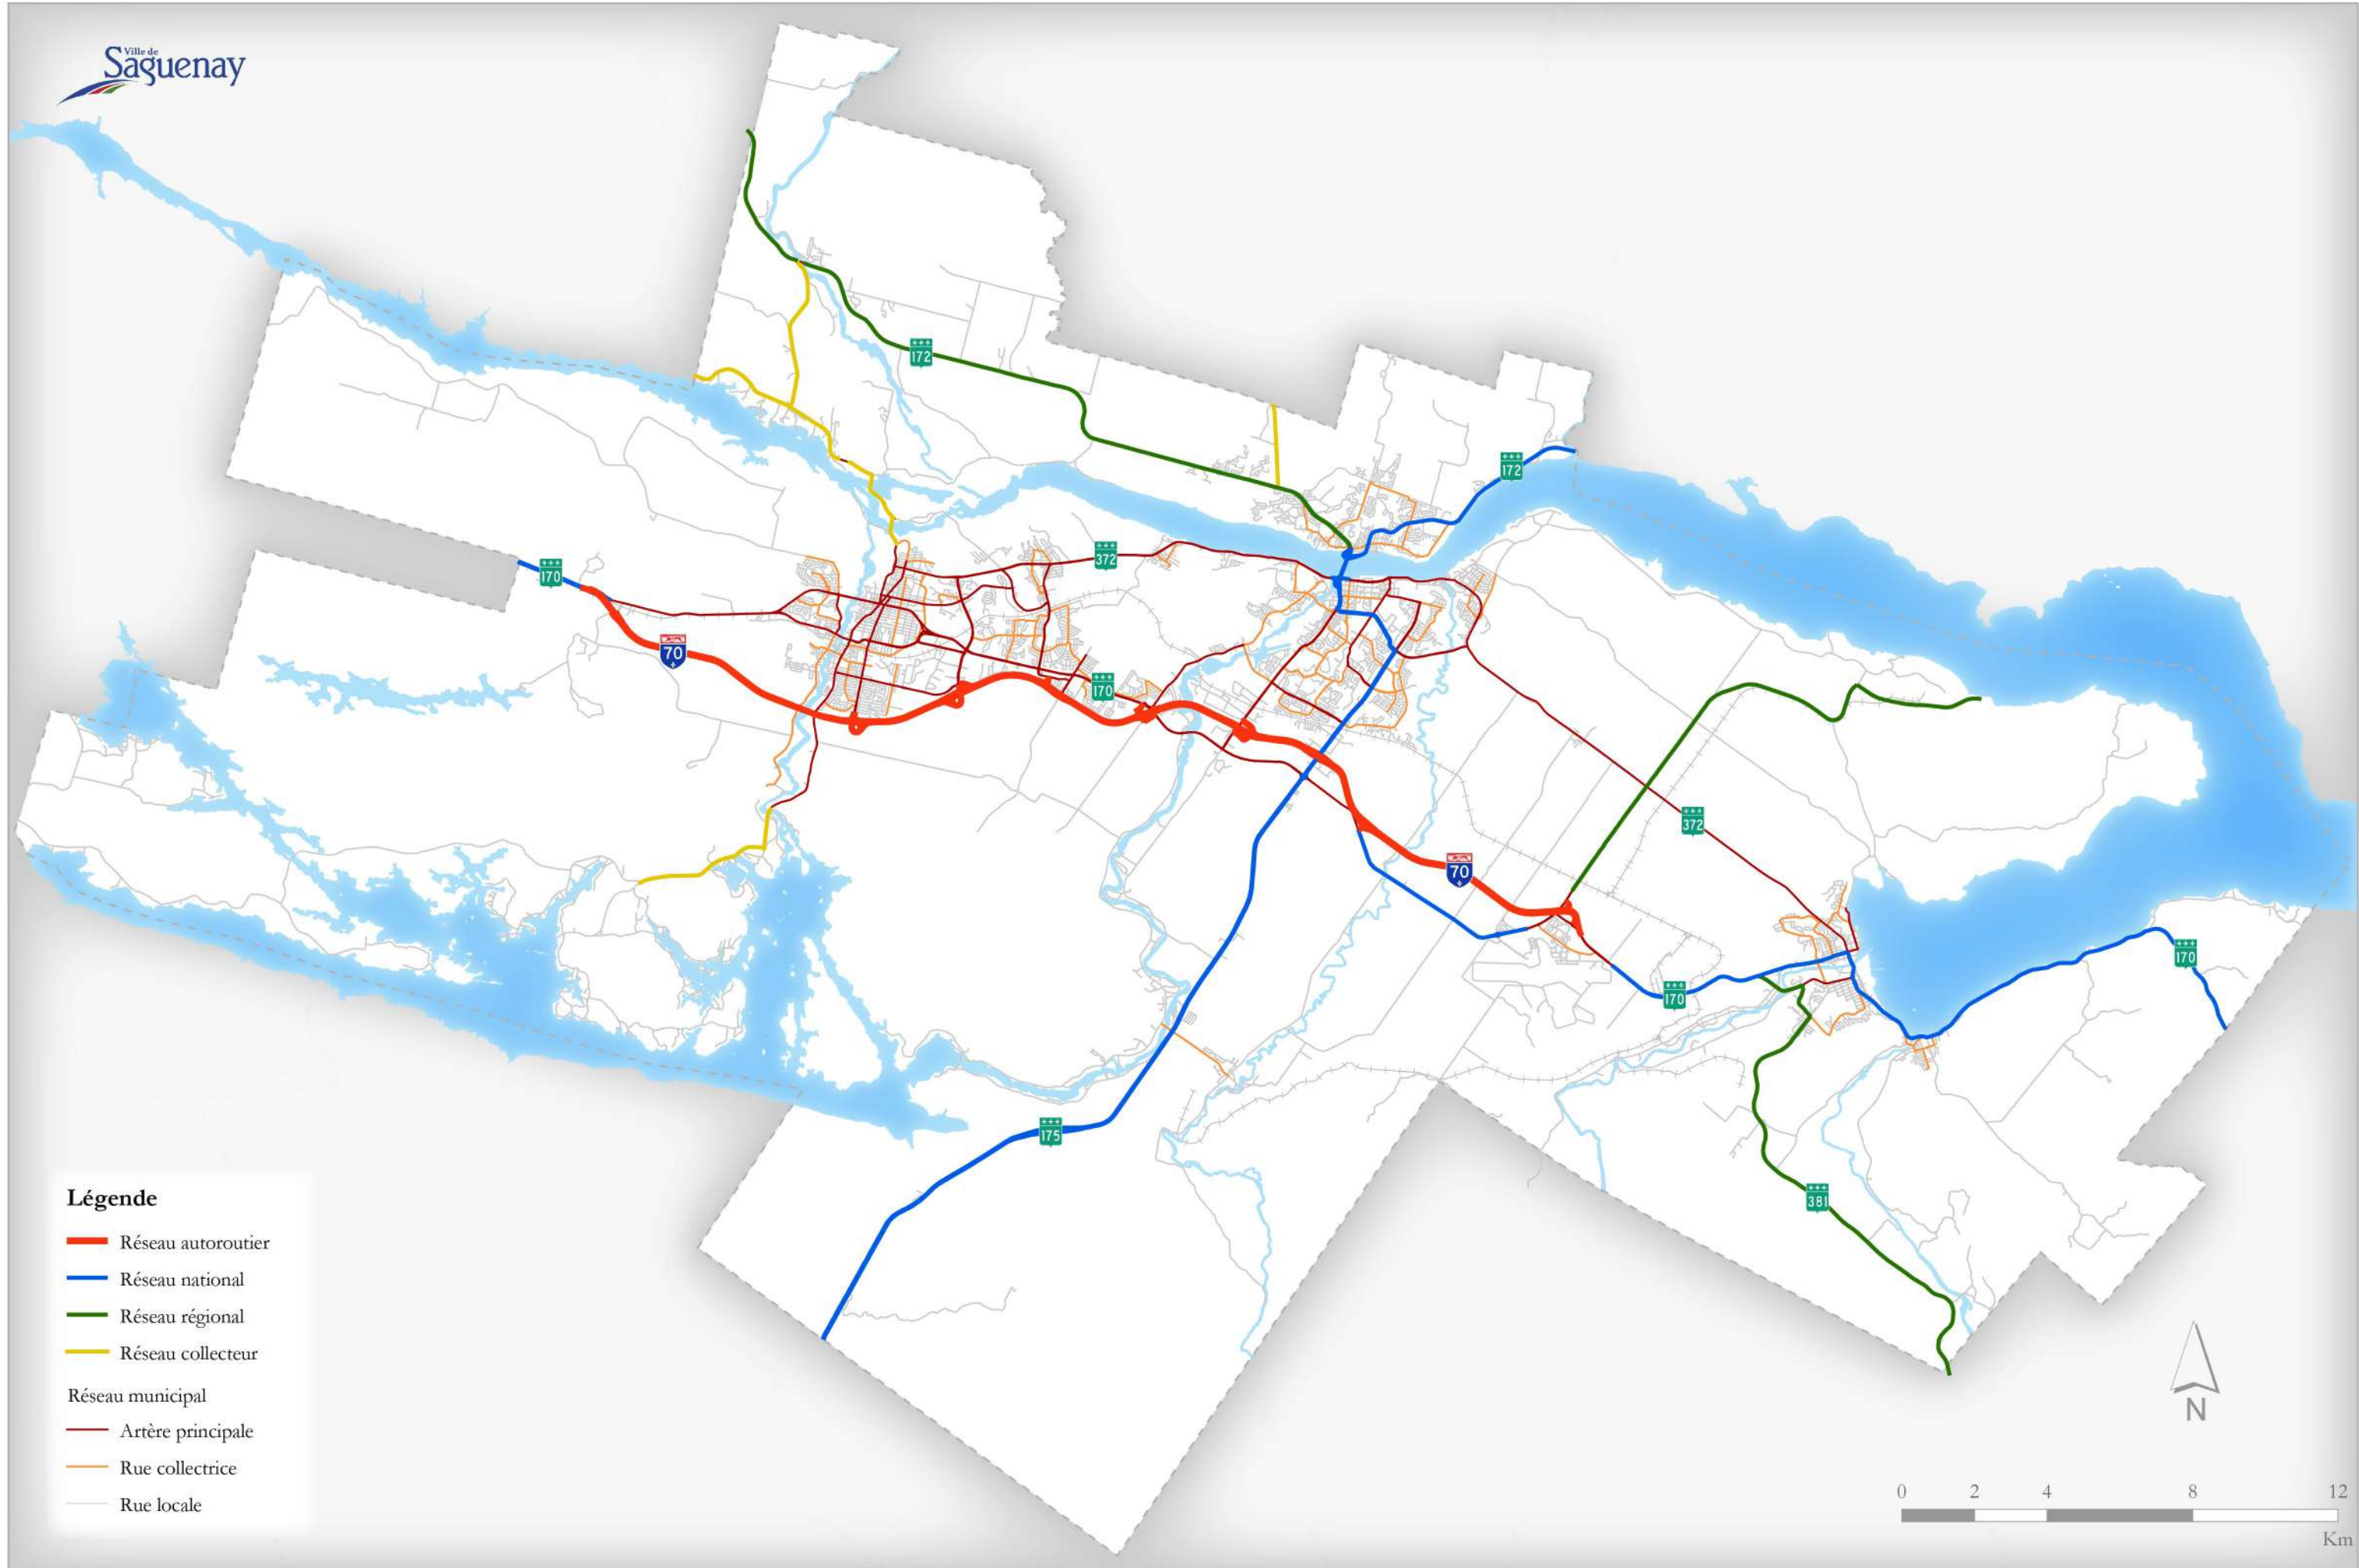 Ville de
Saguenay
172
172
372
170
70
170
372
70
170
170
175
381
Légende
Réseau autoroutier
Réseau national
Réseau régional
Réseau collecteur
Réseau municipal
Artère principale
Rue collectrice
Rue locale
N
0 2 4 8 12
Km